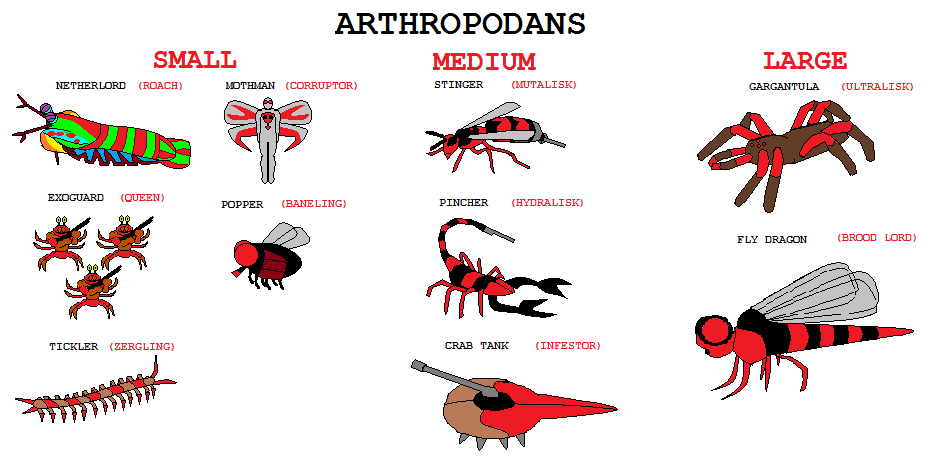 ARTHROPODANS
SMALL
NETHERLORD (ROACH)
MOTHMAN (CORRUPTOR)
EXOGUARD (QUEEN)
POPPER (BANELING)
TICKLER (ZERGLING)
MEDIUM
STINGER (MUTALISK)
PINCHER (HYDRALISK)
CRAB TANK (INFESTOR)
LARGE
GARGANTULA (ULTRALISK)
FLY DRAGON (BROOD LORD)